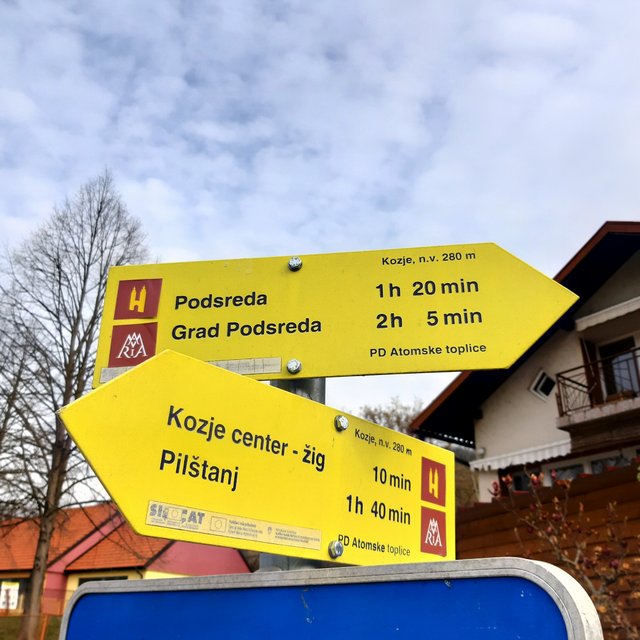 Kozje, n.v. 280 m
Podsreda 1h 20 min
Grad Podsreda 2h 5 min
MARIA
PD Atomske toplice
Kozje, n.v. 280 m
Kozje center - žig 10 min
Pilštanj 1h 40 min
PD Atomske toplice